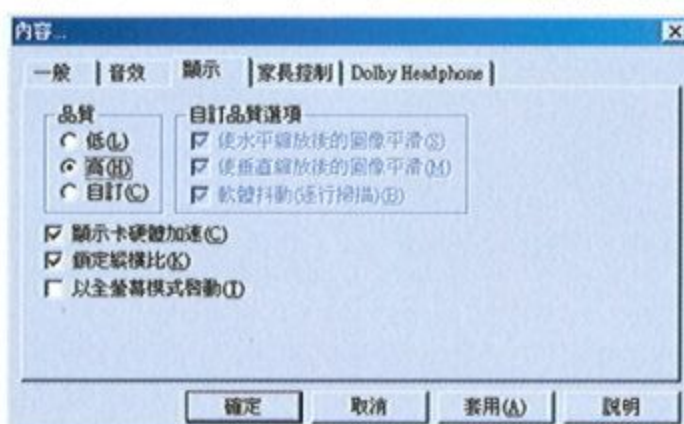 內容...
一般 音效 顯示 家長控制 Dolby Headphone
品質
低(L)
高(H)
自訂(C)
自訂品質選項
使水平縮放後的圖像平滑(S)
使垂直縮放後的圖像平滑(M)
軟體抖動(逐行掃描)(B)
顯示卡硬體加速(C)
鎖定縱橫比(K)
以全螢幕模式啟動(I)
確定 取消 套用(A) 說明